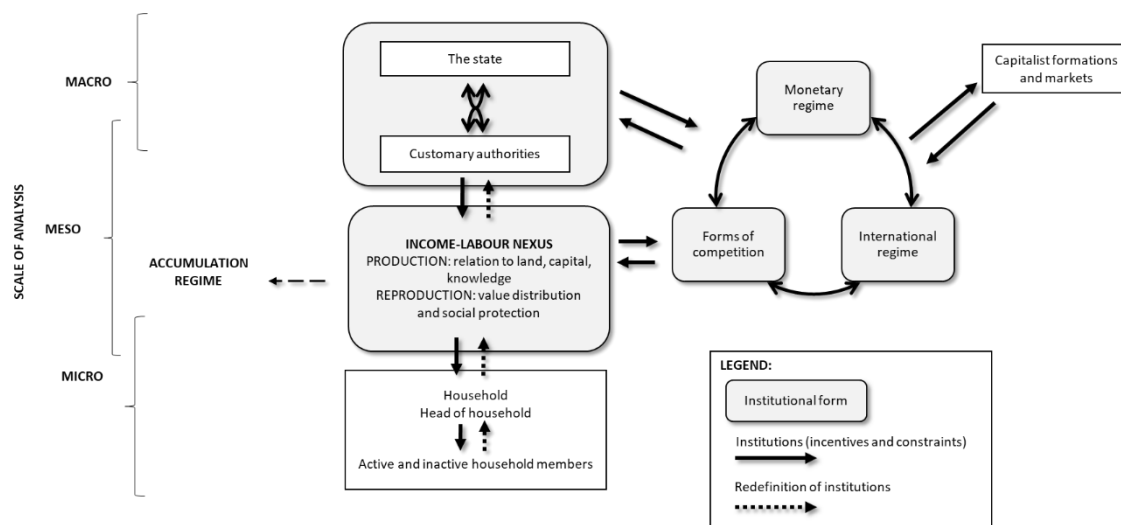 SCALE OF ANALYSIS
MACRO
MESO
MICRO
ACCUMULATION
REGIME
The state
Customary authorities
INCOME-LABOUR NEXUS
PRODUCTION: relation to land, capital,
knowledge
REPRODUCTION: value distribution
and social protection
Household
Head of household
Active and inactive household members
Monetary
regime
Forms of
competition
International
regime
Capitalist formations
and markets
LEGEND:
Institutional form
Institutions (incentives and constraints)
Redefinition of institutions